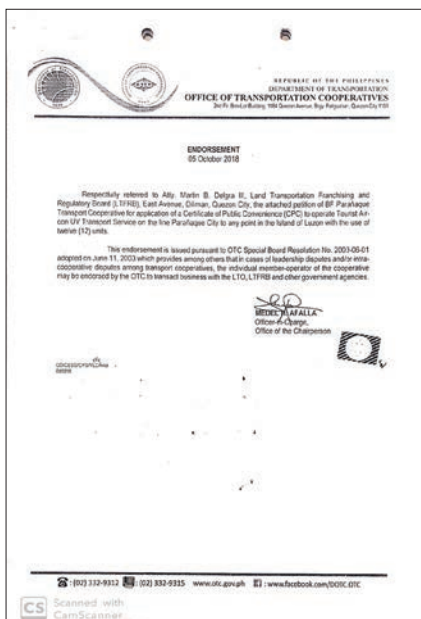 REPUBLIC OF THE PHILIPPINES
DEPARTMENT OF TRANSPORTATION
OFFICE OF TRANSPORTATION COOPERATIVES
ENDORSEMENT
05 October 2018
Respectfully referred to Atty. Martin B. Delgra III, Land Transportation Franchising and
Regulatory Board (LTFRB), East Avenue, Diliman, Quezon City, the attached petition of BF Parañaque
Transport Cooperative for application of a Certificate of Public Convenience (CPC) to operate Tourist Air-
con UV Transport Service on the line Parañaque City to any point in the Island of Luzon with the use of
twelve (12) units.
This endorsement is issued pursuant to OTC Special Board Resolution No. 2003-06-01
adopted on June 11, 2003 which provides among others that in cases of leadership disputes and/or intra-
cooperative disputes among transport cooperatives, the individual member-operator of the cooperative
may be endorsed by the OTC to transact business with the LTO, LTFRB and other government agencies.
MEDEL AFALLA
Officer-in-Charge,
Office of the Chairperson
: (02) 332-9312 : (02) 332-9315 www.otc.gov.ph : www.facebook.com/DOTC.OTC
CS Scanned with
CamScanner